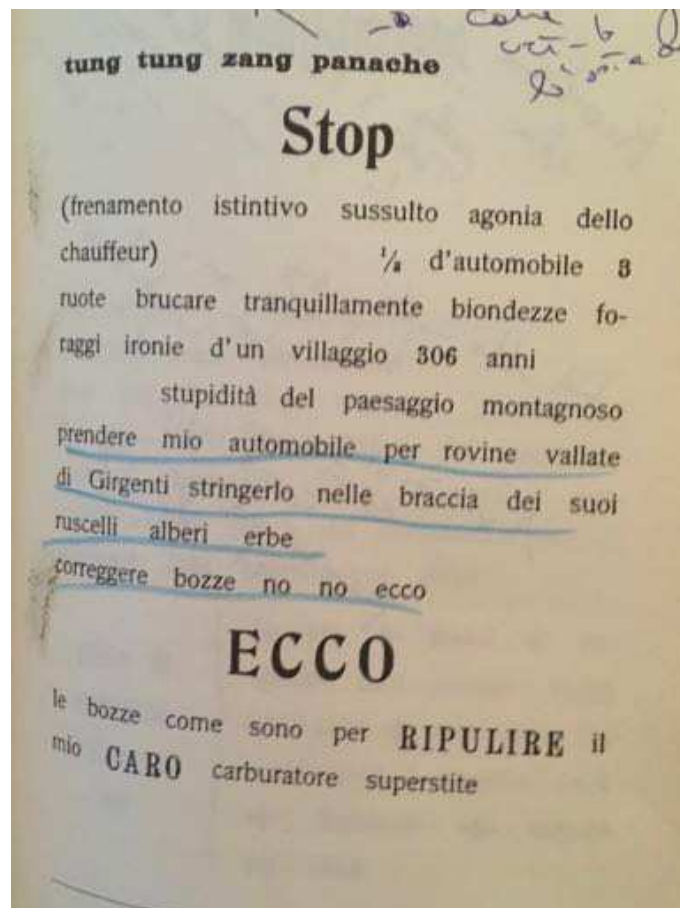 tung tung zang panache
Stop
(frenamento istintivo sussulto agonia dello
chauffeur) ½ d'automobile 3
ruote brucare tranquillamente biondezze fo-
raggi ironie d'un villaggio 306 anni
stupidità del paesaggio montagnoso
prendere mio automobile per rovine vallate
di Girgenti stringerlo nelle braccia dei suoi
ruscelli alberi erbe
correggere bozze no no ecco
ECCO
le bozze come sono per RIPULIRE il
mio CARO carburatore superstite